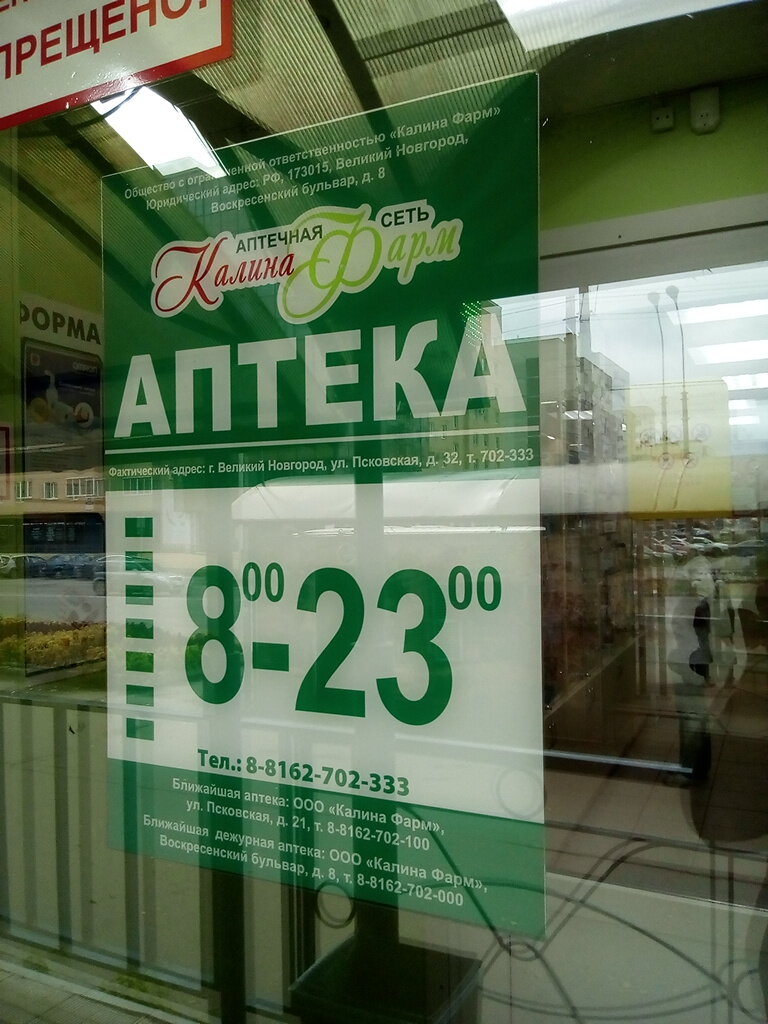 ПРЕЩЕНО!
Общество с ограниченной ответственностью «Калина Фарм»
Юридический адрес: РФ, 173015, Великий Новгород,
Воскресенский бульвар, д. 8
АПТЕЧНАЯ СЕТЬ
Калина Фарм
АПТЕКА
ФОРМА
Фактический адрес: г. Великий Новгород, ул. Псковская, д. 32, т. 702-333
800-2300
Тел.: 8-8162-702-333
Ближайшая аптека: ООО «Калина Фарм»,
ул. Псковская, д. 21, т. 8-8162-702-100
Ближайшая дежурная аптека: ООО «Калина Фарм»,
Воскресенский бульвар, д. 8, т. 8-8162-702-000